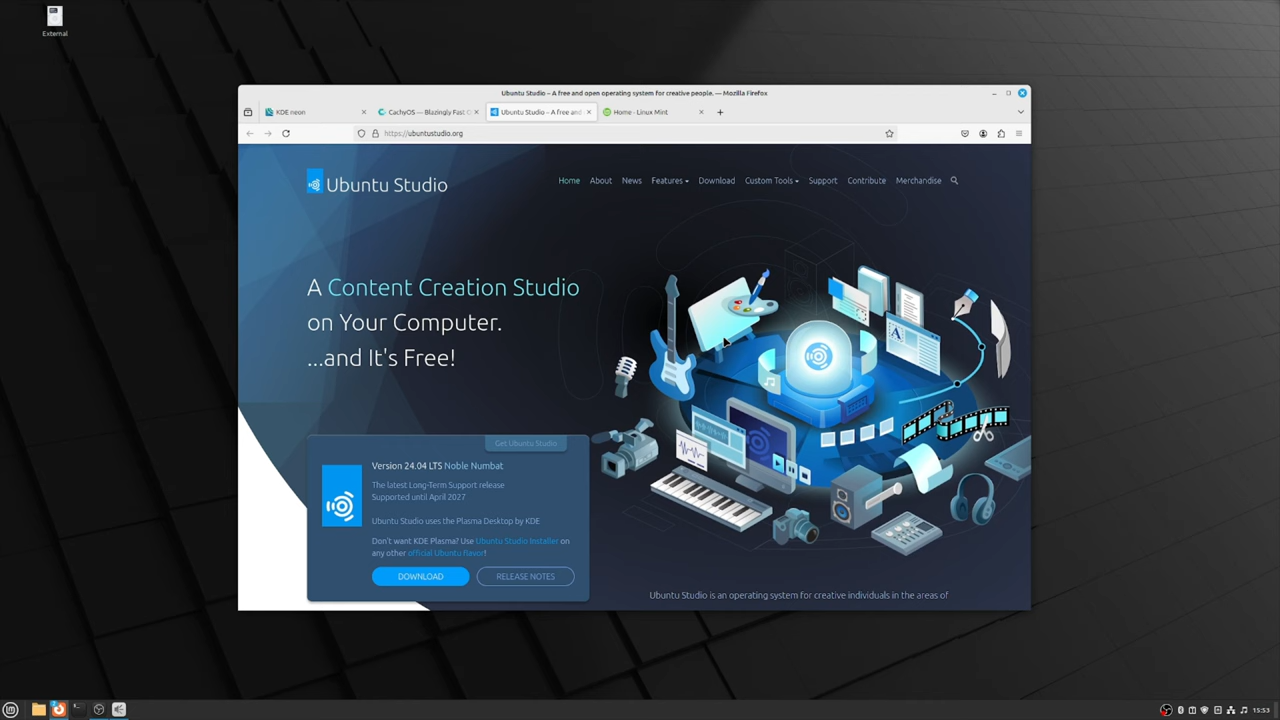 External
Ubuntu Studio – A free and open operating system for creative people. — Mozilla Firefox
KDE neon
CachyOS — Blazingly Fast
Ubuntu Studio – A free and
Home - Linux Mint
https://ubuntustudio.org
Ubuntu Studio
Home About News Features Download Custom Tools Support Contribute Merchandise
A Content Creation Studio
on Your Computer.
...and It's Free!
Get Ubuntu Studio
Version 24.04 LTS Noble Numbat
The latest Long-Term Support release
Supported until April 2027
Ubuntu Studio uses the Plasma Desktop by KDE
Don't want KDE Plasma? Use Ubuntu Studio Installer on
any other official Ubuntu flavor!
DOWNLOAD RELEASE NOTES
Ubuntu Studio is an operating system for creative individuals in the areas of
15:53